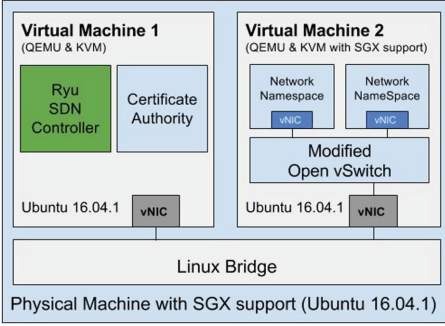 Virtual Machine 1
(QEMU & KVM)
Ryu
SDN
Controller
Certificate
Authority
Ubuntu 16.04.1
vNIC
Virtual Machine 2
(QEMU & KVM with SGX support)
Network
Namespace
vNIC
Network
NameSpace
vNIC
Modified
Open vSwitch
Ubuntu 16.04.1
vNIC
Linux Bridge
Physical Machine with SGX support (Ubuntu 16.04.1)